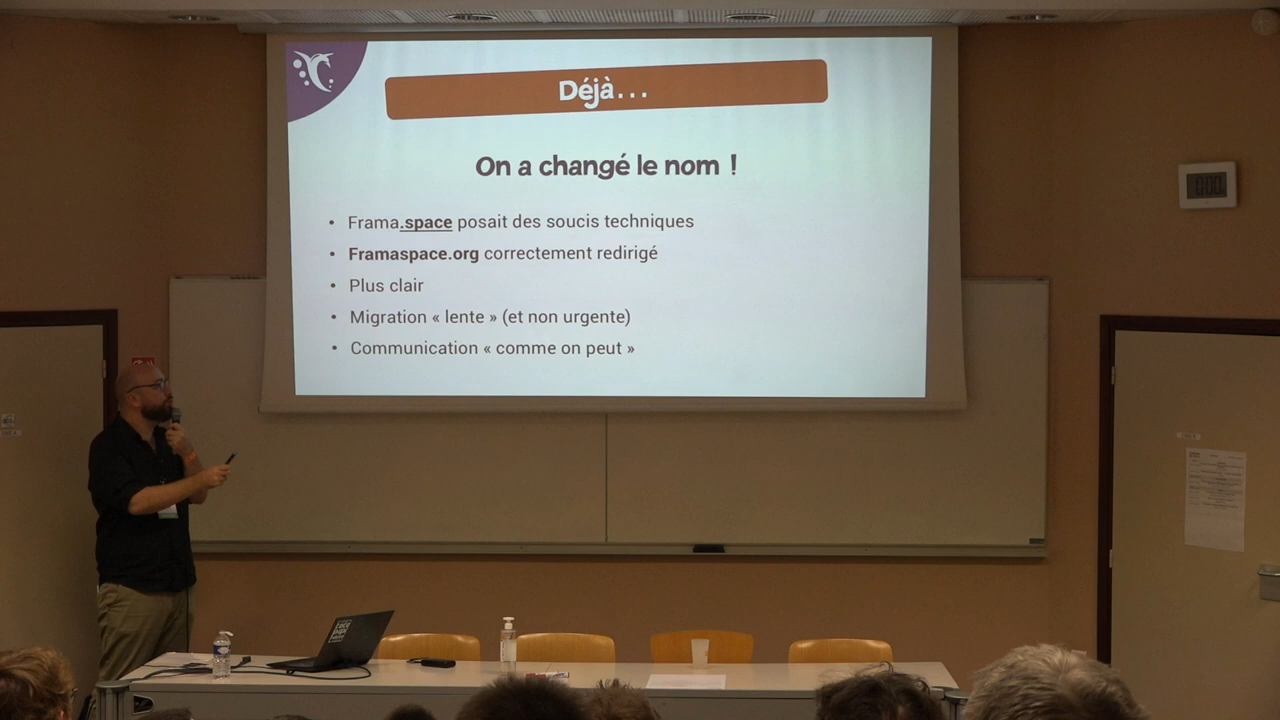 Déjà...
On a changé le nom !
• Frama.space posait des soucis techniques
• Framaspace.org correctement redirigé
• Plus clair
• Migration « lente » (et non urgente)
• Communication « comme on peut »